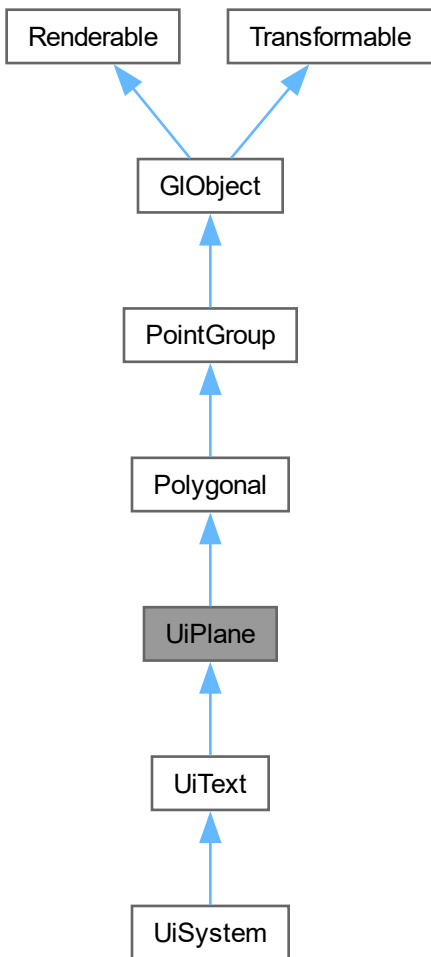 Renderable
Transformable
GlObject
PointGroup
Polygonal
UiPlane
UiText
UiSystem